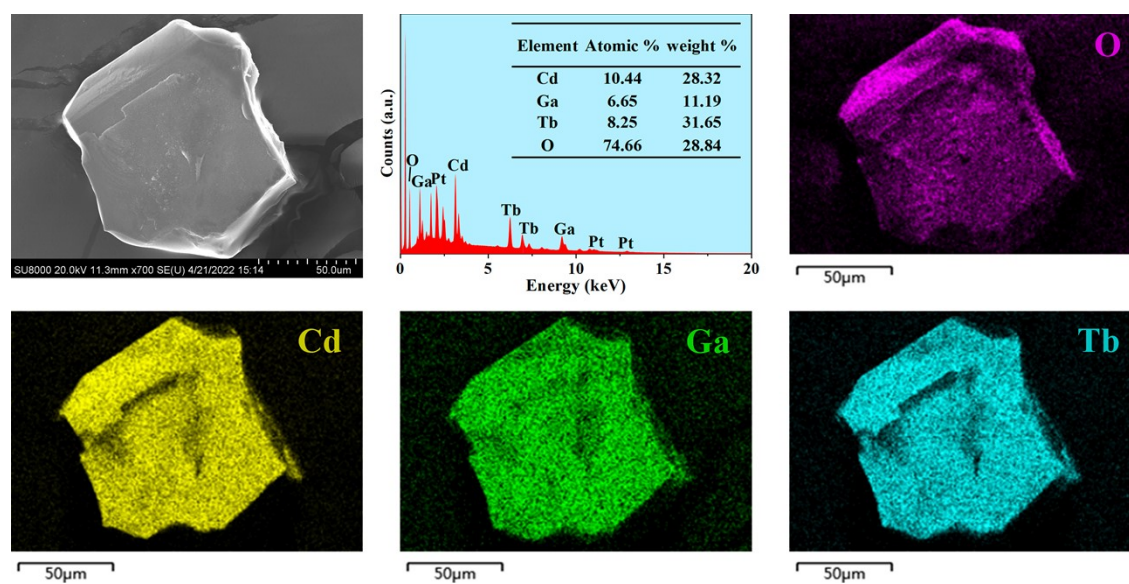 SU8000 20.0kV 11.3mm x700 SE(U) 4/21/2022 15:14
50.0um
Counts (a.u.)
Element Atomic % weight %
Cd 10.44 28.32
Ga 6.65 11.19
Tb 8.25 31.65
O 74.66 28.84
O
Ga
Pt
Cd
Tb
Tb
Ga
Pt
Pt
0 5 10 15 20
Energy (keV)
O
50μm
Cd
50μm
Ga
50μm
Tb
50μm